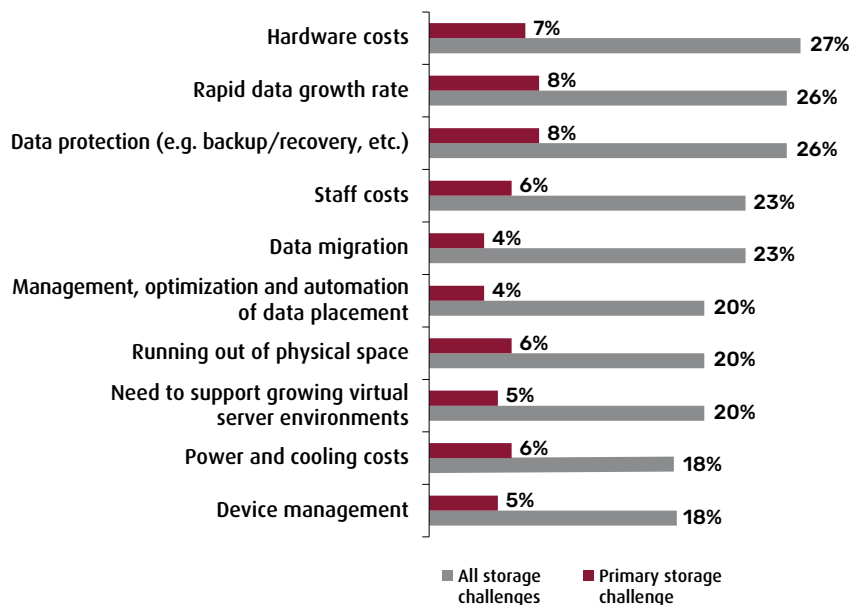 Hardware costs
7%
27%
Rapid data growth rate
8%
26%
Data protection (e.g. backup/recovery, etc.)
8%
26%
Staff costs
6%
23%
Data migration
4%
23%
Management, optimization and automation
of data placement
4%
20%
Running out of physical space
6%
20%
Need to support growing virtual
server environments
5%
20%
Power and cooling costs
6%
18%
Device management
5%
18%
All storage
challenges
Primary storage
challenge